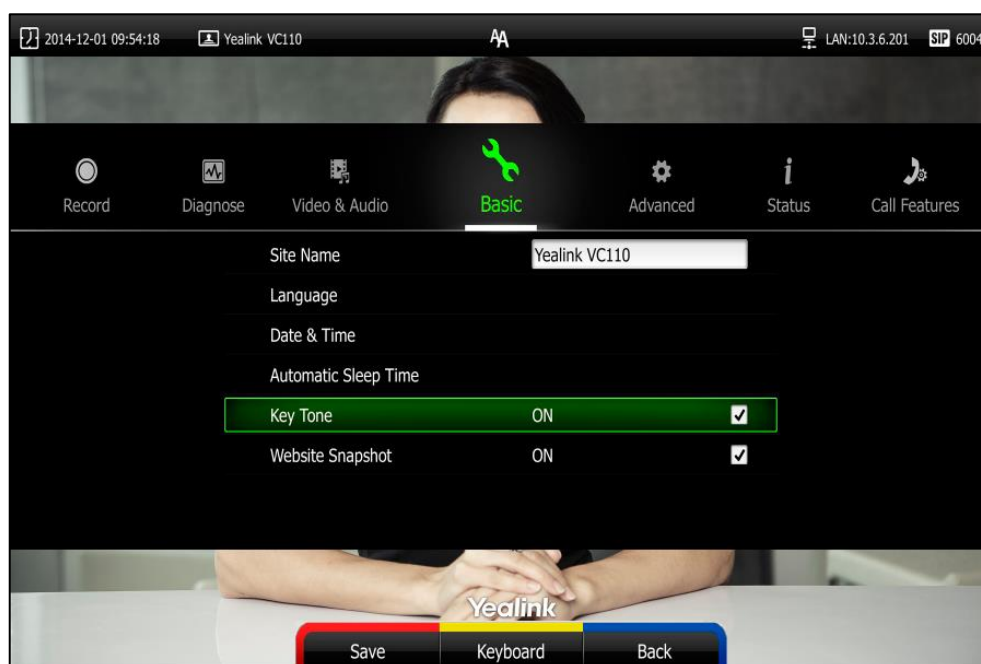 2014-12-01 09:54:18 Yealink VC110 AA LAN:10.3.6.201 SIP 6004
Record Diagnose Video & Audio Basic Advanced Status Call Features
Site Name Yealink VC110
Language
Date & Time
Automatic Sleep Time
Key Tone ON
Website Snapshot ON
Yealink
Save Keyboard Back